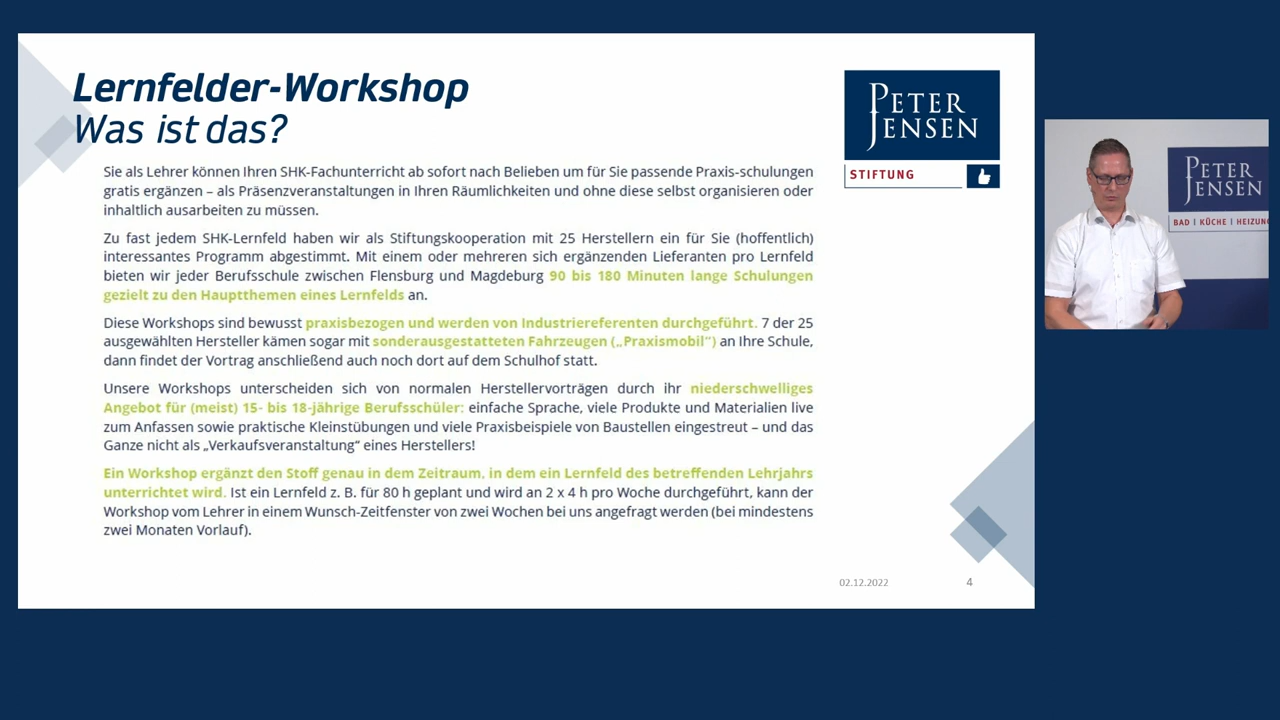 Lernfelder-Workshop
Was ist das?
PETER
JENSEN
STIFTUNG
Sie als Lehrer können Ihren SHK-Fachunterricht ab sofort nach Belieben um für Sie passende Praxis-schulungen
gratis ergänzen – als Präsenzveranstaltungen in Ihren Räumlichkeiten und ohne diese selbst organisieren oder
inhaltlich ausarbeiten zu müssen.
Zu fast jedem SHK-Lernfeld haben wir als Stiftungskooperation mit 25 Herstellern ein für Sie (hoffentlich)
interessantes Programm abgestimmt. Mit einem oder mehreren sich ergänzenden Lieferanten pro Lernfeld
bieten wir jeder Berufsschule zwischen Flensburg und Magdeburg 90 bis 180 Minuten lange Schulungen
gezielt zu den Hauptthemen eines Lernfelds an.
Diese Workshops sind bewusst praxisbezogen und werden von Industriereferenten durchgeführt. 7 der 25
ausgewählten Hersteller kämen sogar mit sonderausgestatteten Fahrzeugen („Praxismobil“) an Ihre Schule,
dann findet der Vortrag anschließend auch noch dort auf dem Schulhof statt.
Unsere Workshops unterscheiden sich von normalen Herstellervorträgen durch ihr niederschwelliges
Angebot für (meist) 15- bis 18-jährige Berufsschüler: einfache Sprache, viele Produkte und Materialien live
zum Anfassen sowie praktische Kleinstübungen und viele Praxisbeispiele von Baustellen eingestreut – und das
Ganze nicht als „Verkaufsveranstaltung“ eines Herstellers!
Ein Workshop ergänzt den Stoff genau in dem Zeitraum, in dem ein Lernfeld des betreffenden Lehrjahrs
unterrichtet wird. Ist ein Lernfeld z. B. für 80 h geplant und wird an 2 x 4 h pro Woche durchgeführt, kann der
Workshop vom Lehrer in einem Wunsch-Zeitfenster von zwei Wochen bei uns angefragt werden (bei mindestens
zwei Monaten Vorlauf).
02.12.2022 4
PETER
JENSEN
BAD | KÜCHE | HEIZUNG